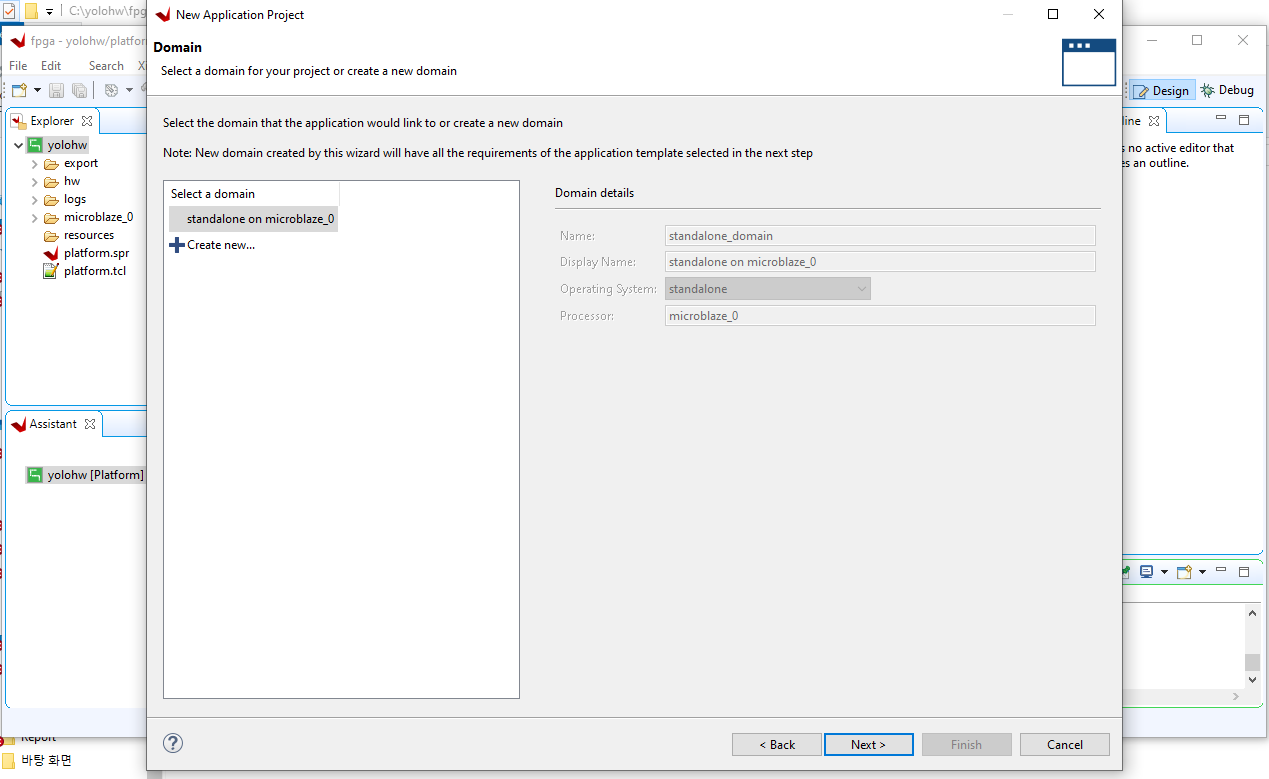 C:\yolohw\fpg
New Application Project
fpga - yolohw/platfor
File Edit Search
Domain
Select a domain for your project or create a new domain
Design Debug
Explorer
yolohw
export
hw
logs
microblaze_0
resources
platform.spr
platform.tcl
Select the domain that the application would link to or create a new domain
Note: New domain created by this wizard will have all the requirements of the application template selected in the next step
Select a domain
standalone on microblaze_0
Create new...
Domain details
Name: standalone_domain
Display Name: standalone on microblaze_0
Operating System: standalone
Processor: microblaze_0
line
no active editor that
es an outline.
Assistant
yolohw [Platform]
< Back Next > Finish Cancel
Report
바탕 화면